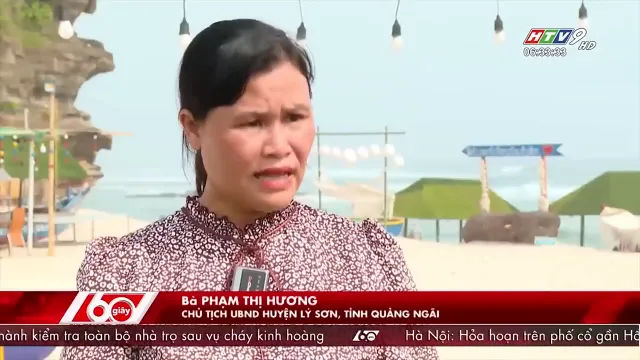 HTV9 HD
06:33:33
Bà PHẠM THỊ HƯƠNG
CHỦ TỊCH UBND HUYỆN LÝ SƠN, TỈNH QUẢNG NGÃI
60 giây
hành kiểm tra toàn bộ nhà trọ sau vụ cháy kinh hoàng 60 Hà Nội: Hỏa hoạn trên phố cổ gần H